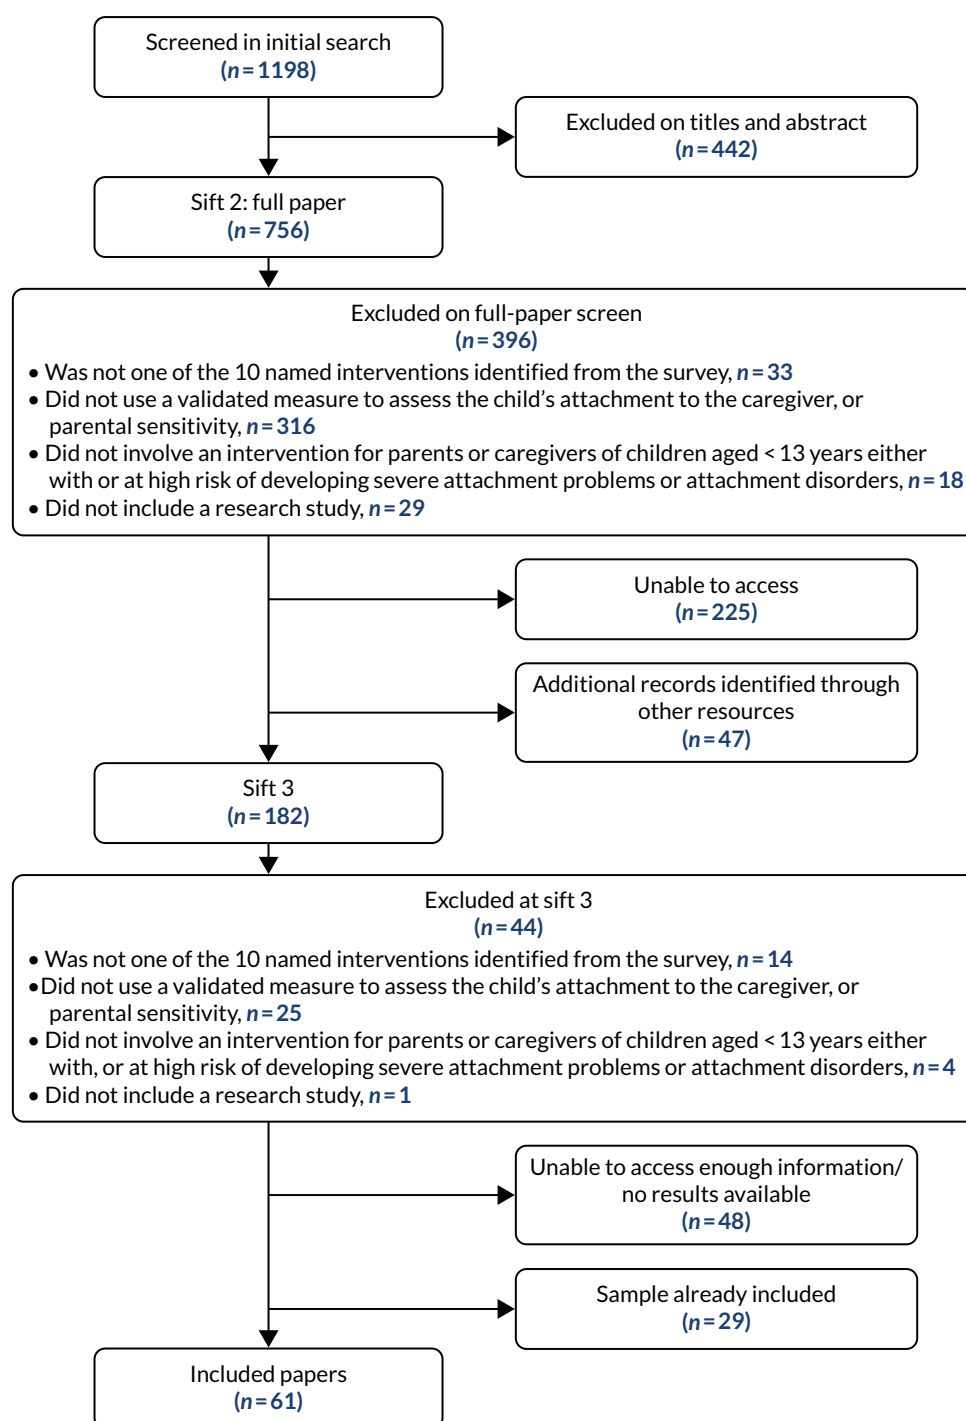 Screened in initial search
(n=1198)
Excluded on titles and abstract
(n=442)
Sift 2: full paper
(n=756)
Excluded on full-paper screen
(n=396)
• Was not one of the 10 named interventions identified from the survey, n=33
• Did not use a validated measure to assess the child’s attachment to the caregiver, or
parental sensitivity, n=316
• Did not involve an intervention for parents or caregivers of children aged < 13 years either
with or at high risk of developing severe attachment problems or attachment disorders, n=18
• Did not include a research study, n=29
Unable to access
(n=225)
Additional records identified through
other resources
(n=47)
Sift 3
(n=182)
Excluded at sift 3
(n=44)
• Was not one of the 10 named interventions identified from the survey, n=14
•Did not use a validated measure to assess the child’s attachment to the caregiver, or
parental sensitivity, n=25
• Did not involve an intervention for parents or caregivers of children aged < 13 years either
with, or at high risk of developing severe attachment problems or attachment disorders, n=4
• Did not include a research study, n=1
Unable to access enough information/
no results available
(n=48)
Sample already included
(n=29)
Included papers
(n=61)